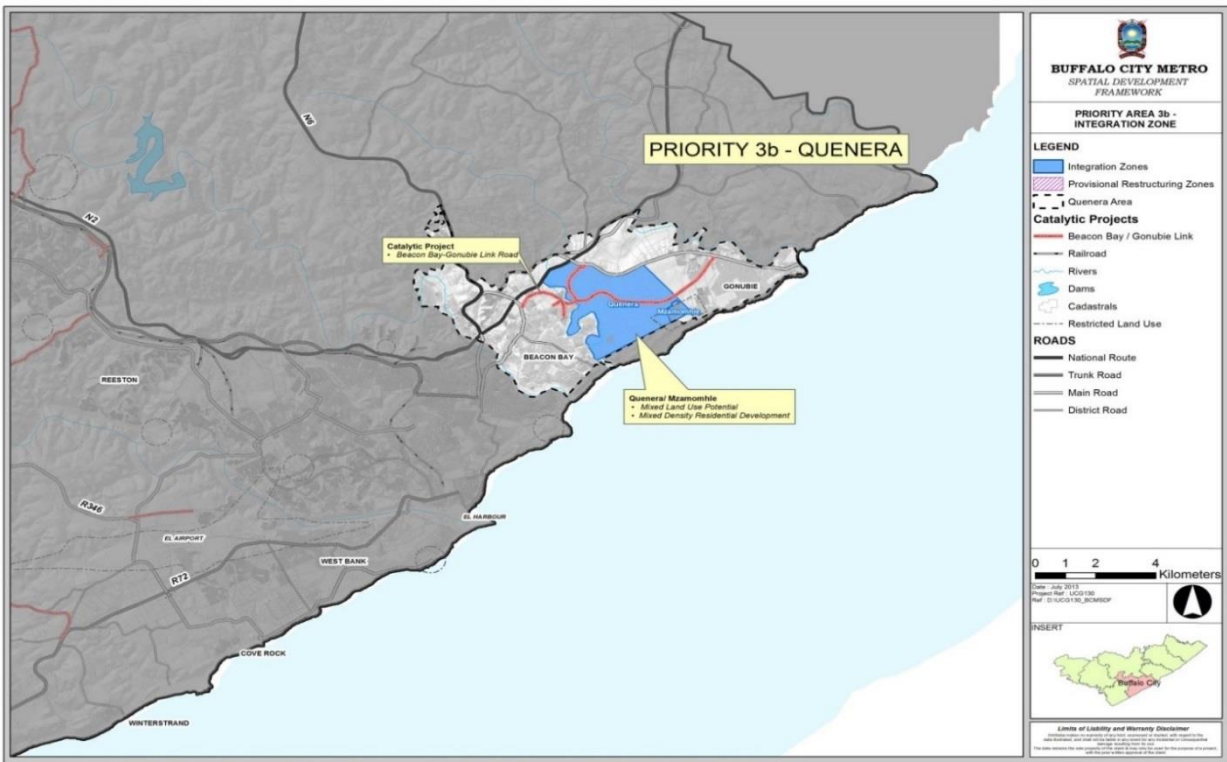 N6
PRIORITY 3b - QUENERA
N2
Catalytic Project
• Beacon Bay-Gonubie Link Road
GONUBIE
Quenera
Mzamomhle
BEACON BAY
REESTON
Quenera/ Mzamomhle
• Mixed Land Use Potential
• Mixed Density Residential Development
R346
EL HARBOUR
EL AIRPORT
WEST BANK
R72
COVE ROCK
WINTERSTRAND
BUFFALO CITY METRO
SPATIAL DEVELOPMENT
FRAMEWORK
PRIORITY AREA 3b -
INTEGRATION ZONE
LEGEND
Integration Zones
Provisional Restructuring Zones
Quenera Area
Catalytic Projects
Beacon Bay / Gonubie Link
Railroad
Rivers
Dams
Cadastrals
Restricted Land Use
ROADS
National Route
Trunk Road
Main Road
District Road
0 1 2 4
Kilometers
Date : July 2013
Project Ref : UCG130
Ref : D:\UCG130_BCMSDF
INSERT
Buffalo City
Limits of Liability and Warranty Disclaimer